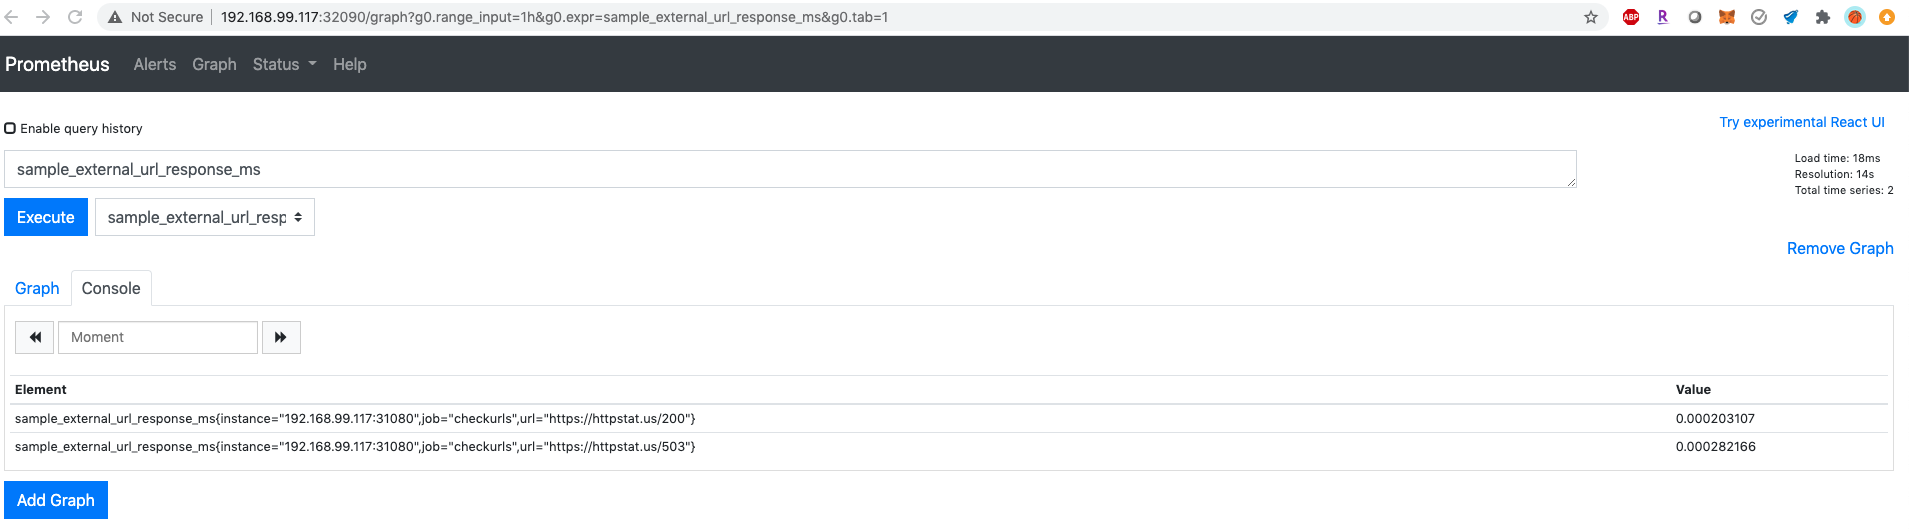 Not Secure 192.168.99.117:32090/graph?g0.range_input=1h&g0.expr=sample_external_url_response_ms&g0.tab=1
ABP R
Prometheus Alerts Graph Status Help
Enable query history
Try experimental React UI
sample_external_url_response_ms
Load time: 18ms
Resolution: 14s
Total time series: 2
Execute sample_external_url_resp
Remove Graph
Graph Console
Moment
Element Value
sample_external_url_response_ms{instance="192.168.99.117:31080",job="checkurls",url="https://httpstat.us/200"} 0.000203107
sample_external_url_response_ms{instance="192.168.99.117:31080",job="checkurls",url="https://httpstat.us/503"} 0.000282166
Add Graph